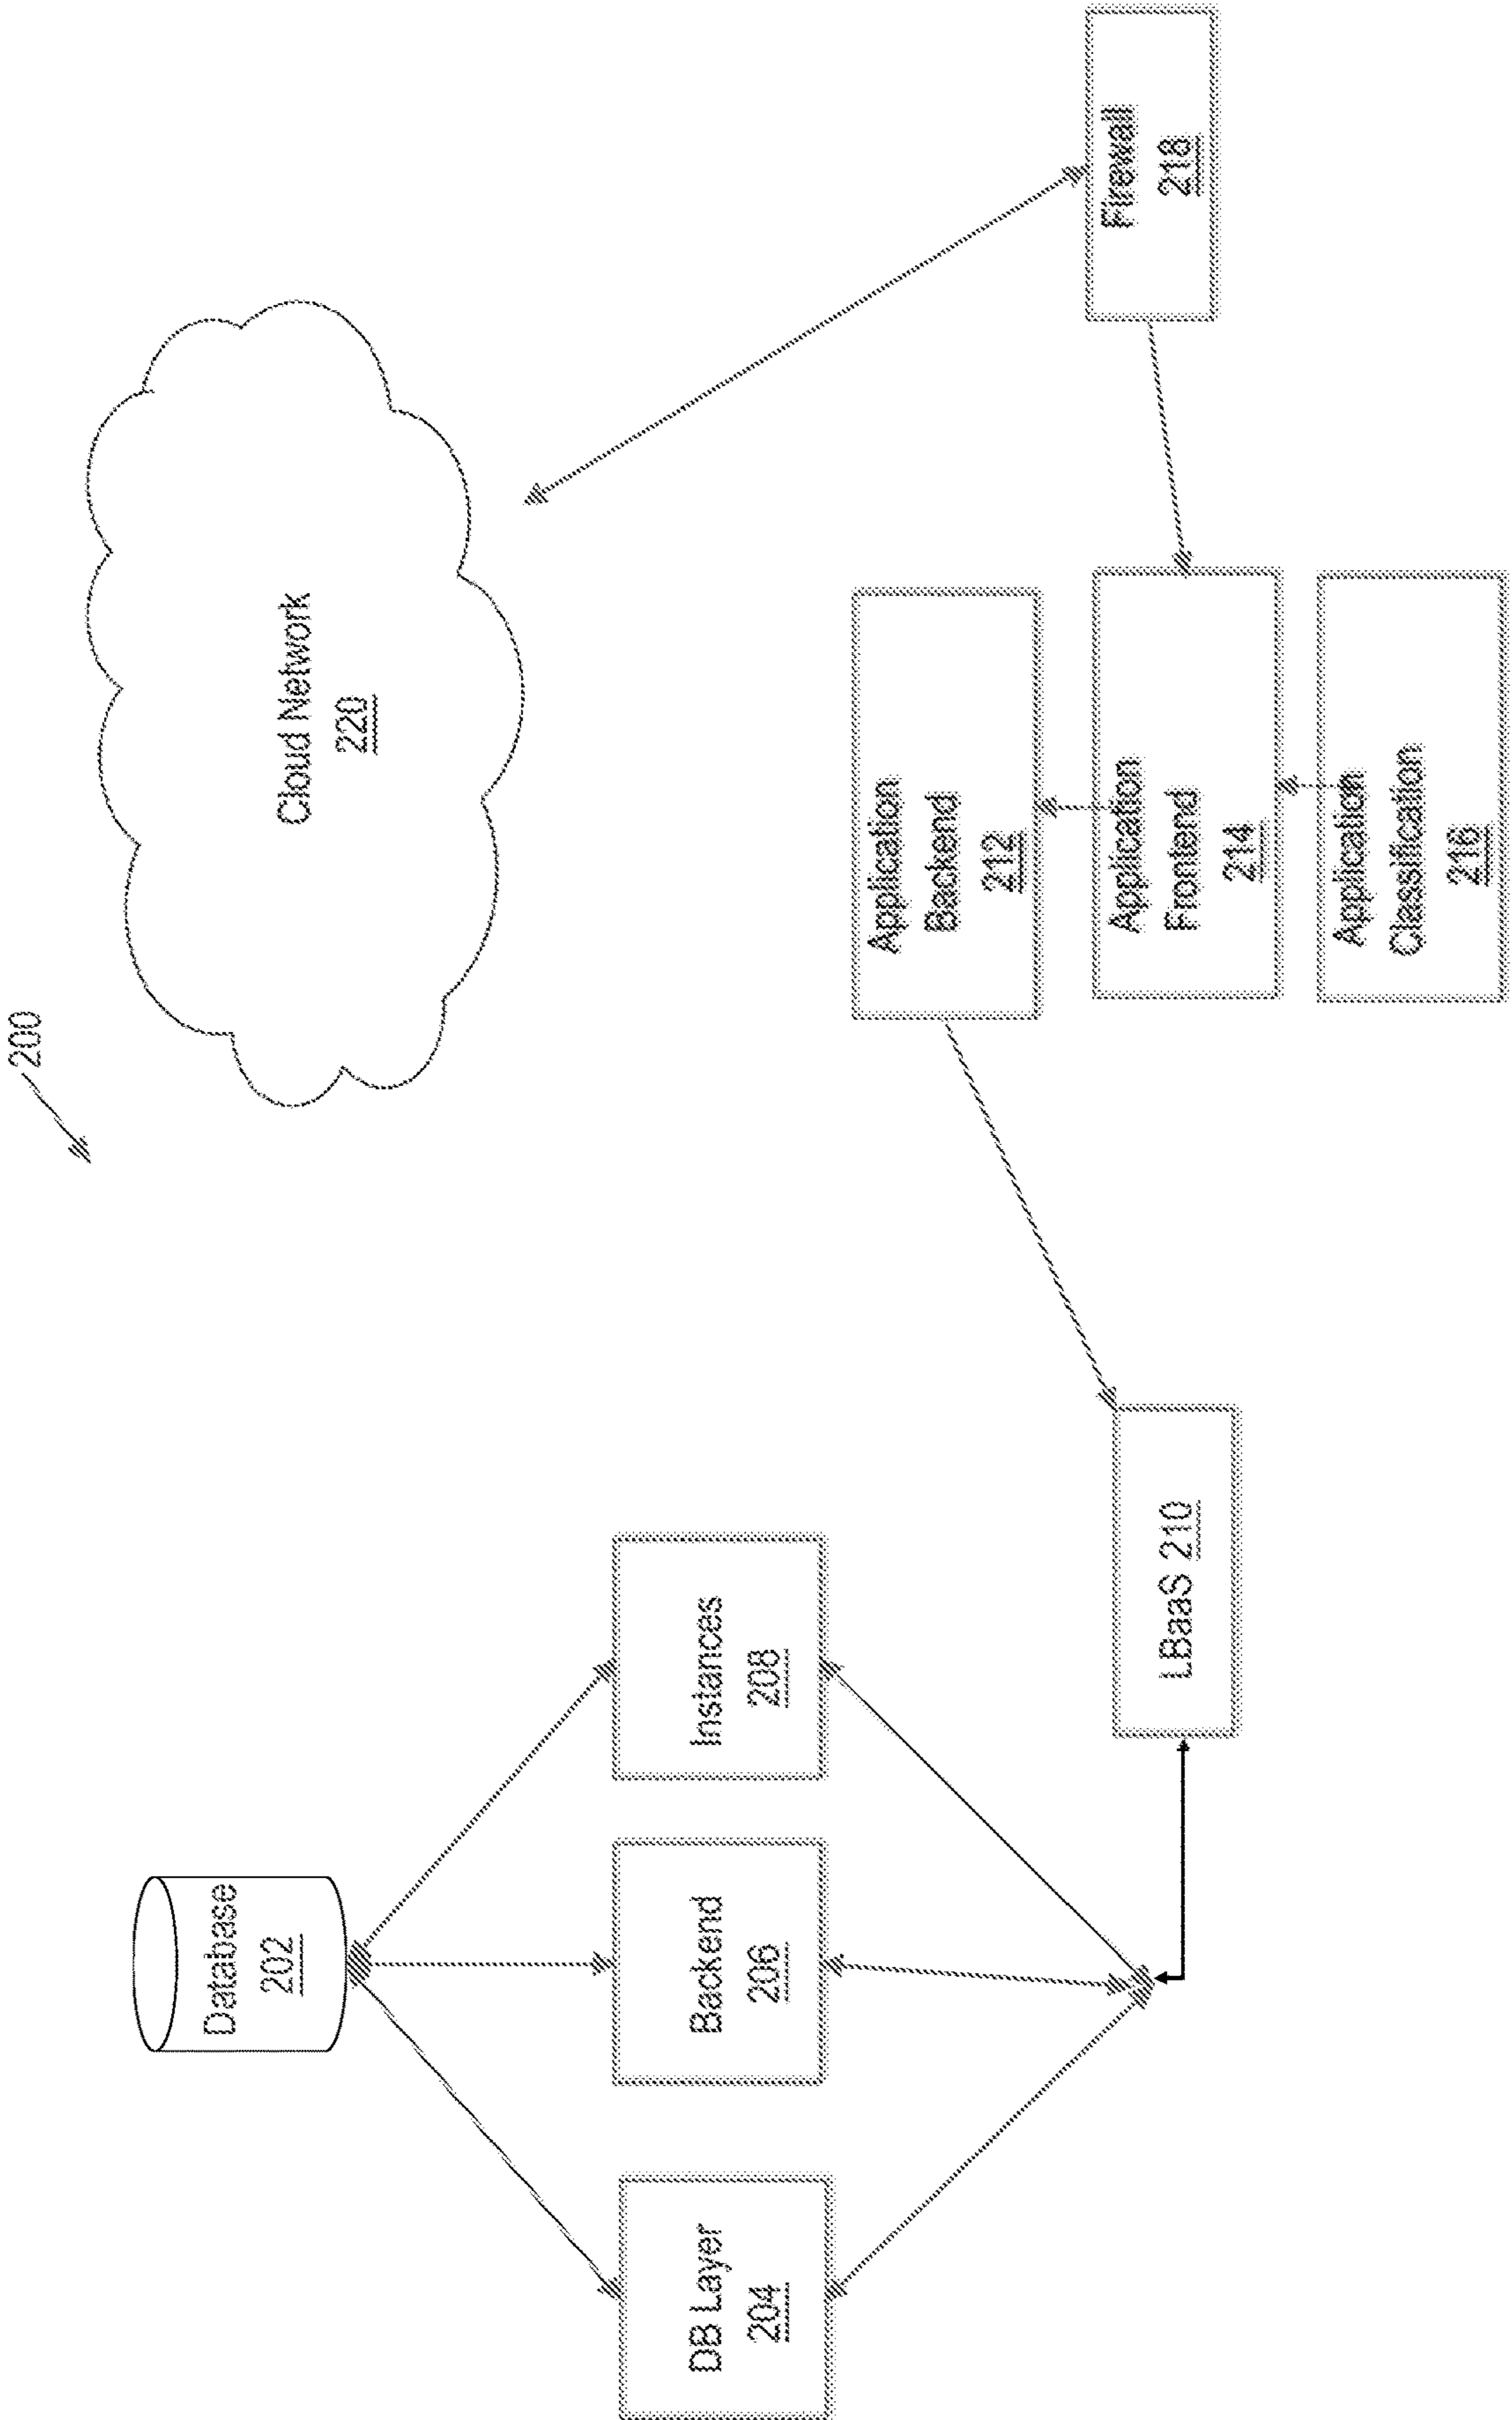 200
Database
202
Cloud Network
220
DB Layer
204
Backend
206
Instances
208
LBaaS 210
Application
Backend
212
Application
Frontend
214
Application
Classification
216
Firewall
218